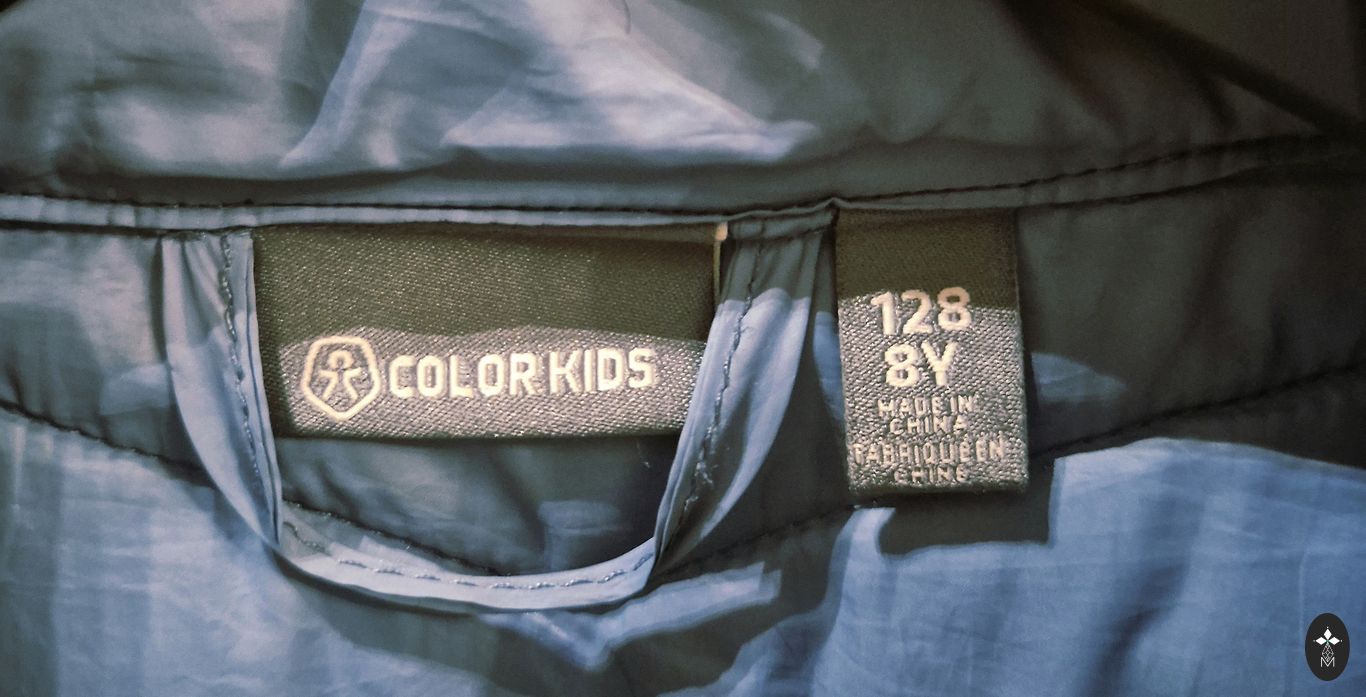 COLOR KIDS
128
8Y
MADE IN
CHINA
FABRIQUE EN
CHINE